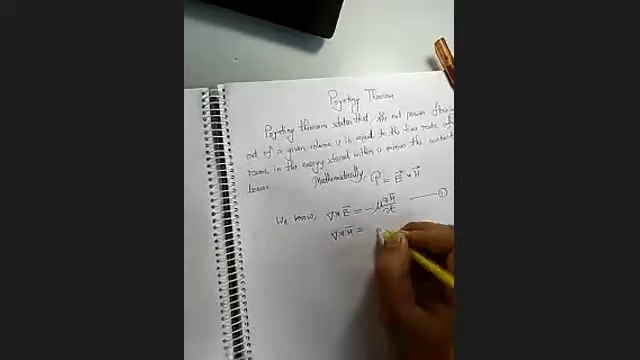 Poynting Theorem
Poynting theorem states that, the net power flowin
out of a given volume v is equal to the time rate of
in the energy stored within v minus the
losses.
Mathematically, P = E⃗ × H⃗
We know, ∇×E̅ = -μ ∂H̅/∂t —— ①
∇×H̅ =